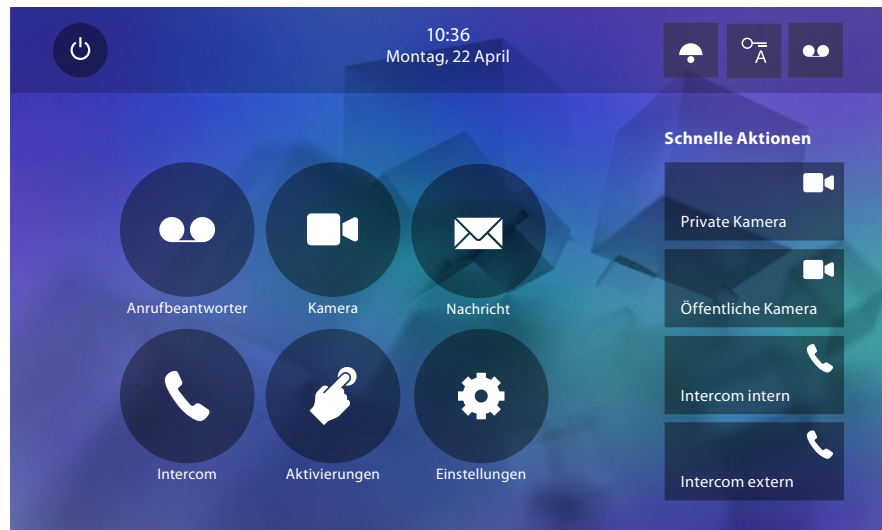 10:36
Montag, 22 April
A
Schnelle Aktionen
Private Kamera
Öffentliche Kamera
Intercom intern
Intercom extern
Anrufbeantworter
Kamera
Nachricht
Intercom
Aktivierungen
Einstellungen